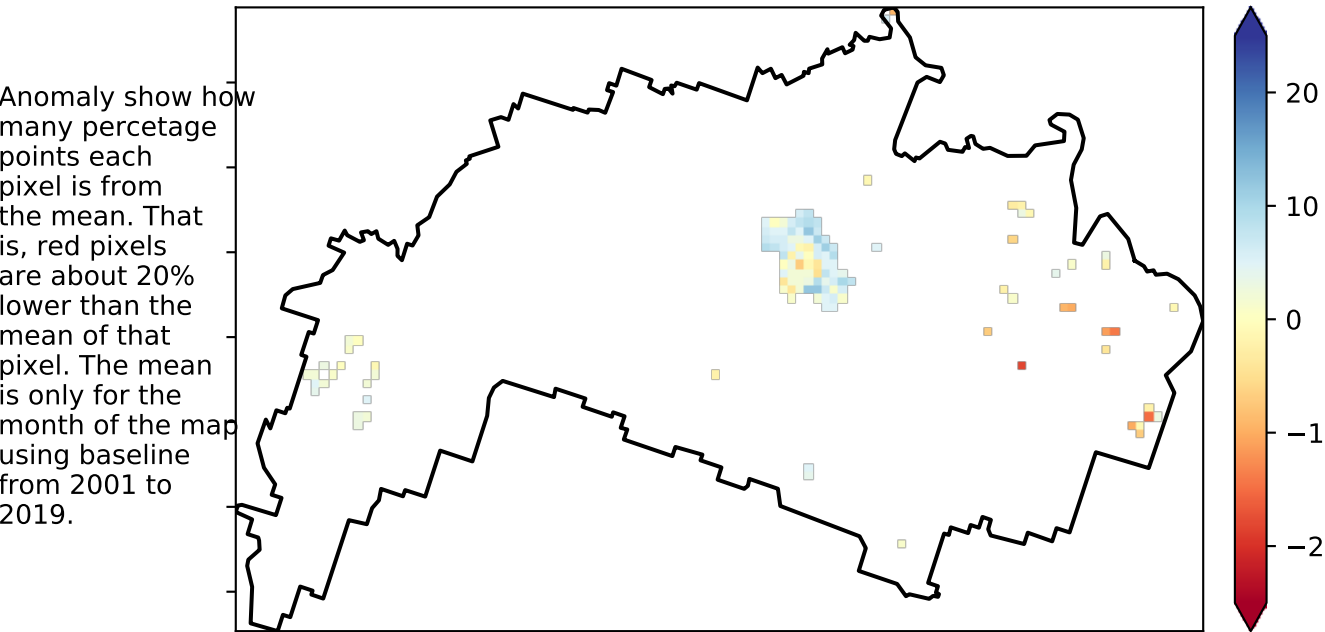 Anomaly show how
many percetage
points each
pixel is from
the mean. That
is, red pixels
are about 20%
lower than the
mean of that
pixel. The mean
is only for the
month of the map
using baseline
from 2001 to
2019.
20
10
0
−1
−2